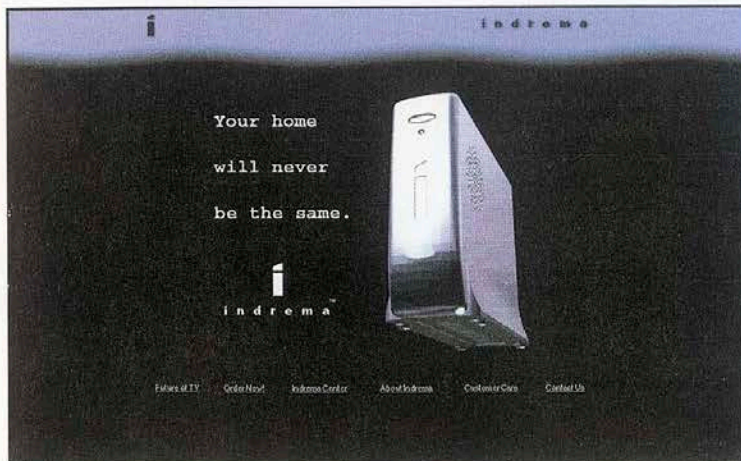 i
indrema
Your home
will never
be the same.
i
indrema™
Future of TV Order Now! Indrema Center About Indrema Customer Care Contact Us